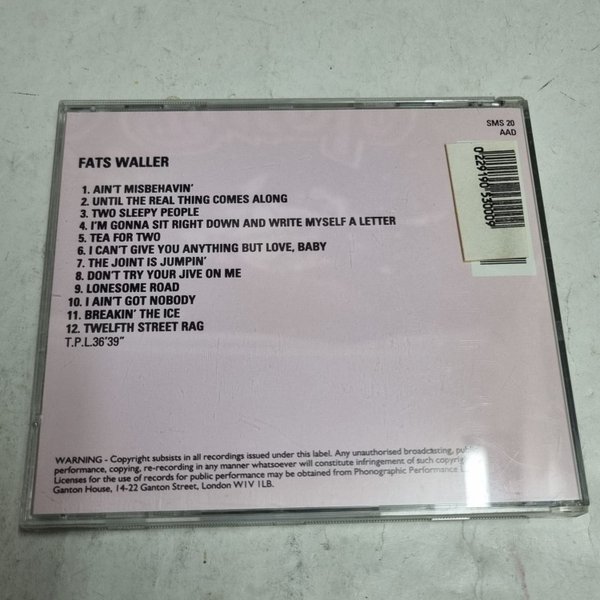 SMS 20
AAD
FATS WALLER
1. AIN'T MISBEHAVIN'
2. UNTIL THE REAL THING COMES ALONG
3. TWO SLEEPY PEOPLE
4. I'M GONNA SIT RIGHT DOWN AND WRITE MYSELF A LETTER
5. TEA FOR TWO
6. I CAN'T GIVE YOU ANYTHING BUT LOVE, BABY
7. THE JOINT IS JUMPIN'
8. DON'T TRY YOUR JIVE ON ME
9. LONESOME ROAD
10. I AIN'T GOT NOBODY
11. BREAKIN' THE ICE
12. TWELFTH STREET RAG
T.P.L.36'39"
WARNING - Copyright subsists in all recordings issued under this label. Any unauthorised broadcasting,
performance, copying, re-recording in any manner whatsoever will constitute infringement of such
Licenses for the use of records for public performance may be obtained from Phonographic Performance
Ganton House, 14-22 Ganton Street, London W1V 1LB.